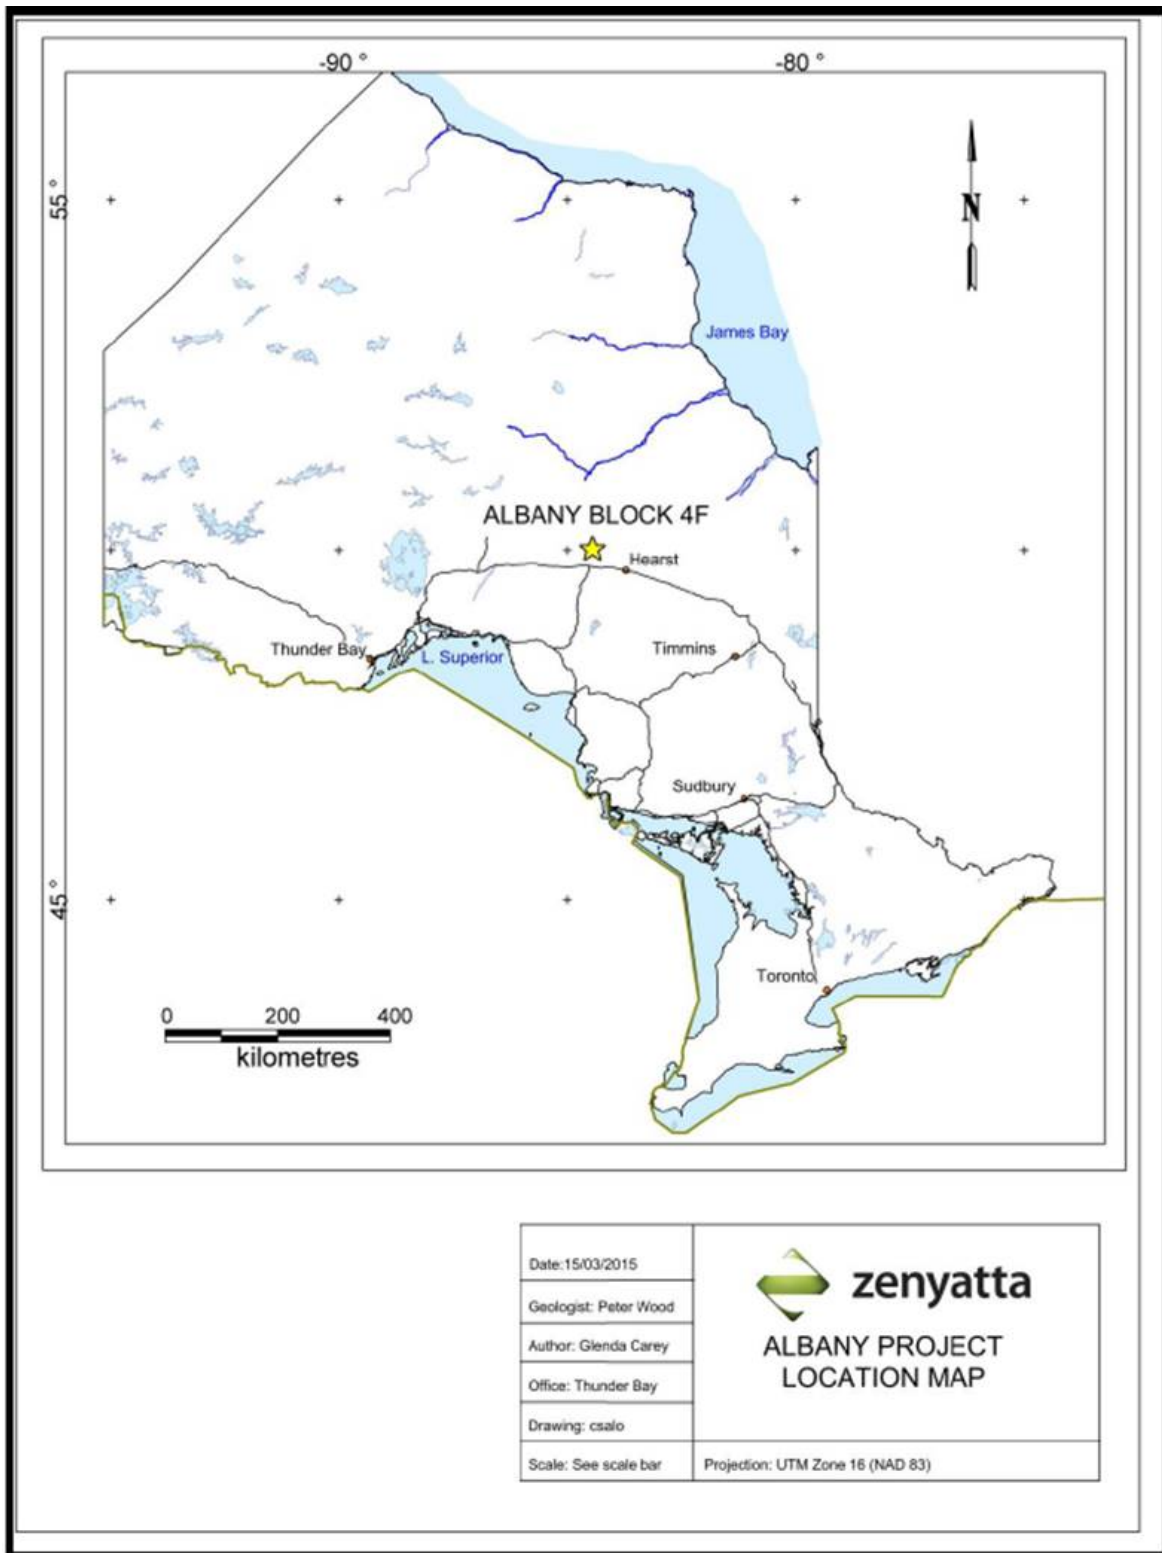 -90 °
-80 °
55 °
N
James Bay
ALBANY BLOCK 4F
Hearst
Thunder Bay
L. Superior
Timmins
Sudbury
45 °
Toronto
0 200 400
kilometres
Date:15/03/2015
Geologist: Peter Wood
Author: Glenda Carey
Office: Thunder Bay
Drawing: csalo
Scale: See scale bar
zenyatta
ALBANY PROJECT
LOCATION MAP
Projection: UTM Zone 16 (NAD 83)